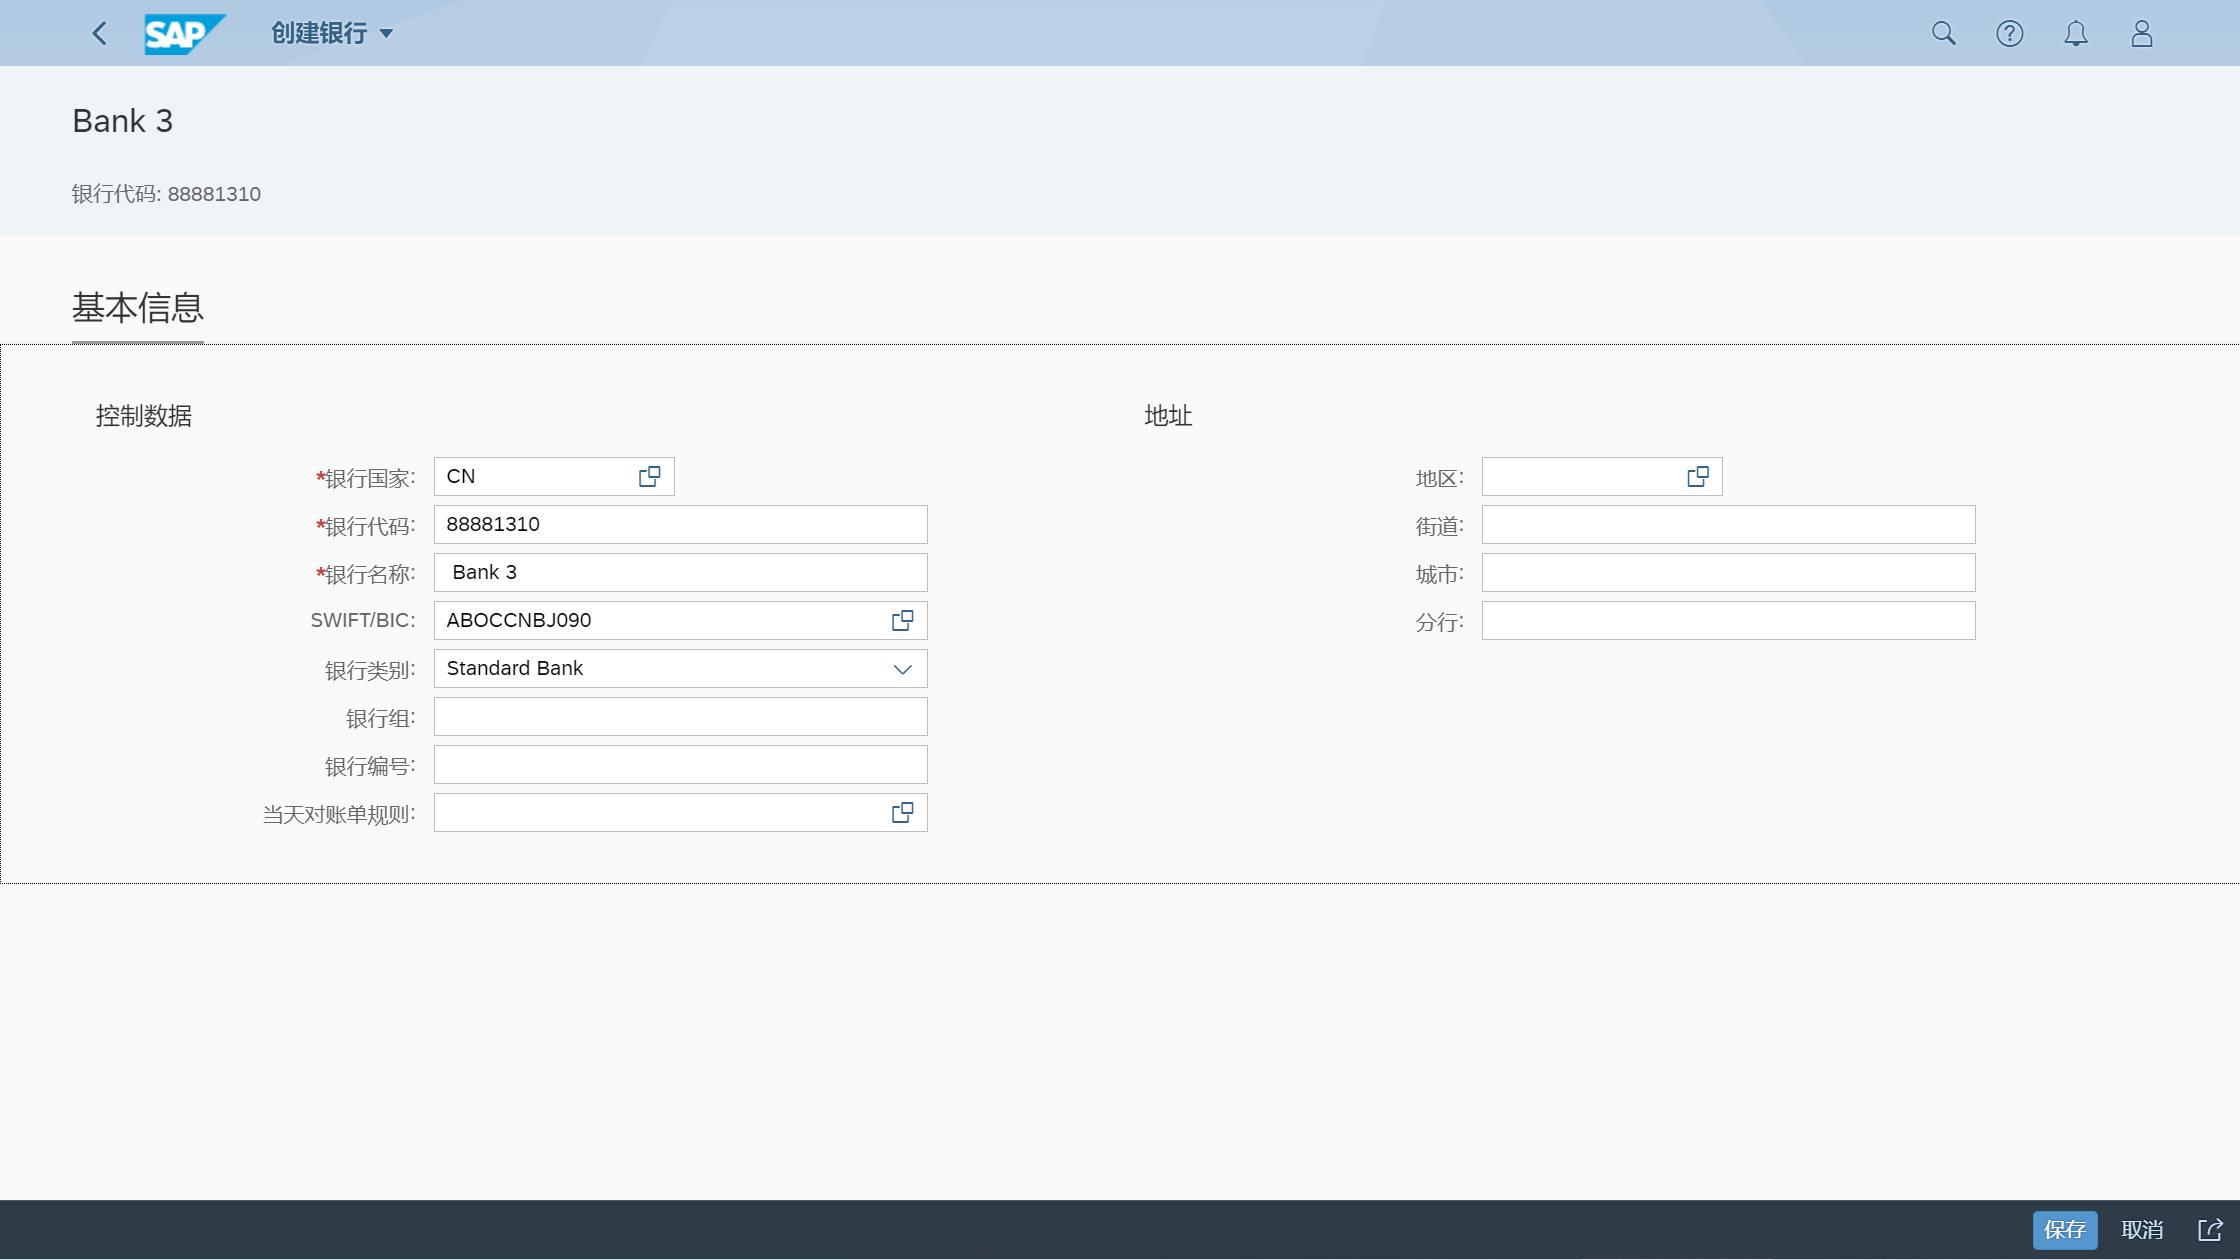 SAP 创建银行
Bank 3
银行代码: 88881310
基本信息
控制数据
*银行国家: CN
*银行代码: 88881310
*银行名称: Bank 3
SWIFT/BIC: ABOCCNBJ090
银行类别: Standard Bank
银行组:
银行编号:
当天对账单规则:
地址
地区:
街道:
城市:
分行:
保存 取消